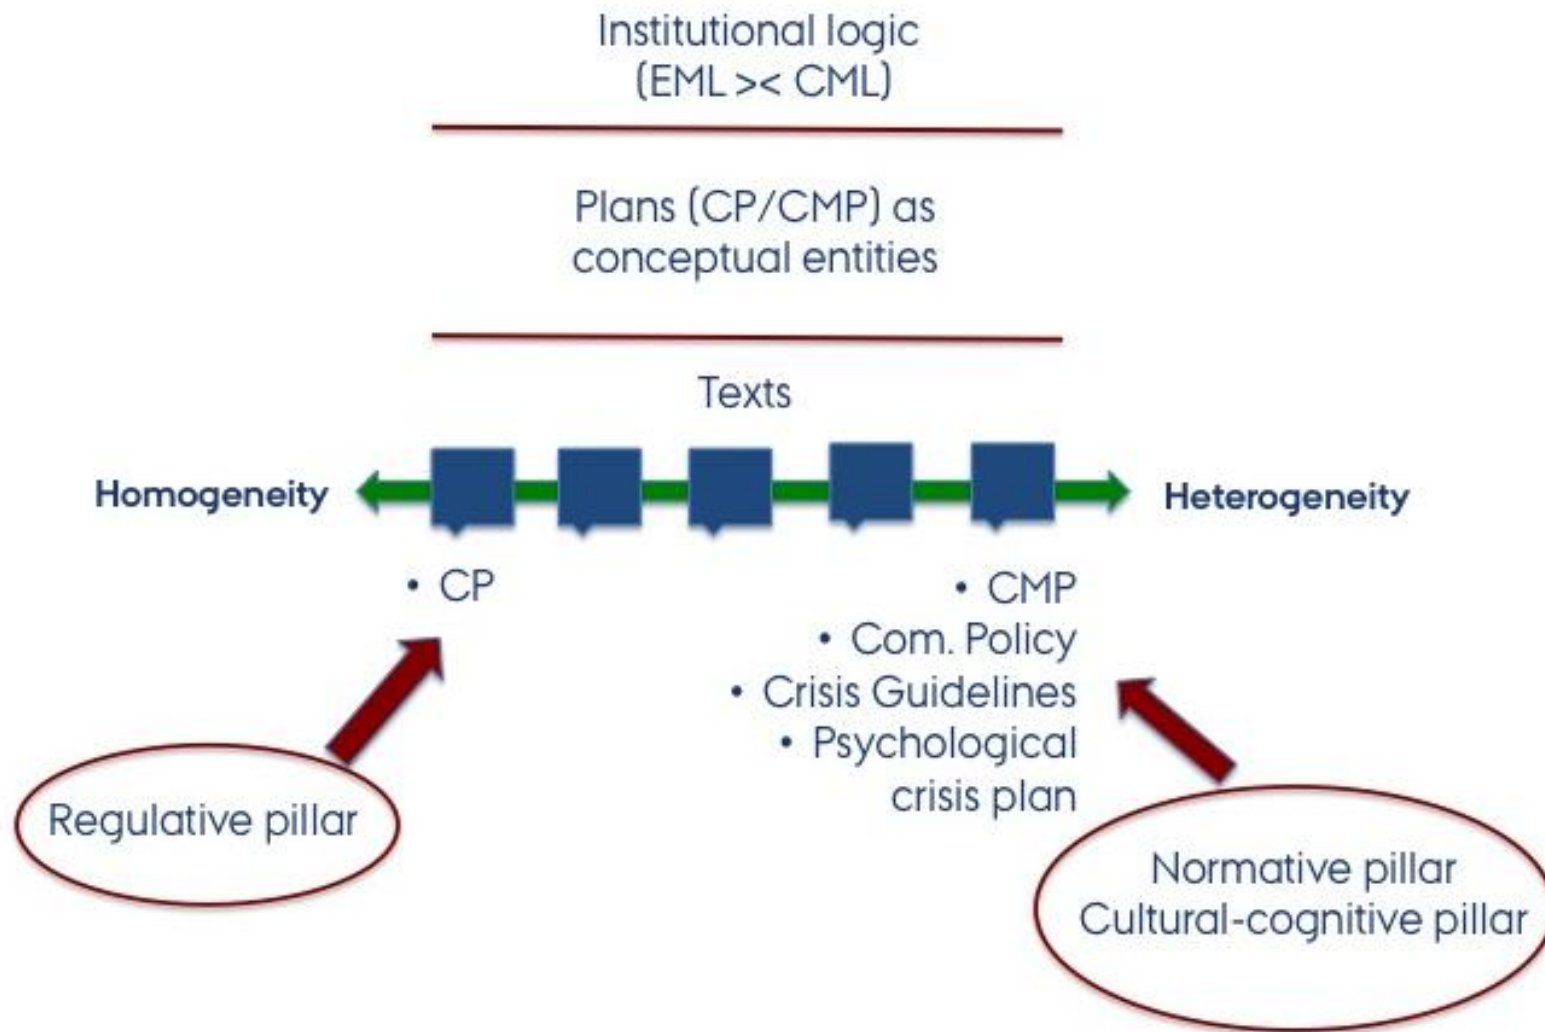 Institutional logic
(EML >< CML)
Plans (CP/CMP) as
conceptual entities
Texts
Homogeneity
Heterogeneity
• CP
• CMP
• Com. Policy
• Crisis Guidelines
• Psychological
crisis plan
Regulative pillar
Normative pillar
Cultural-cognitive pillar